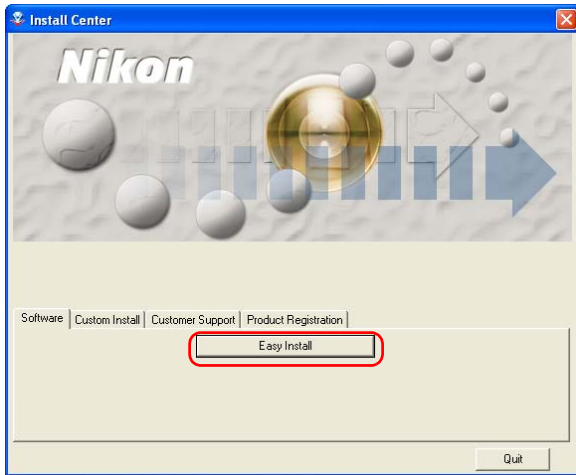 Install Center
Nikon
Software Custom Install Customer Support Product Registration
Easy Install
Quit